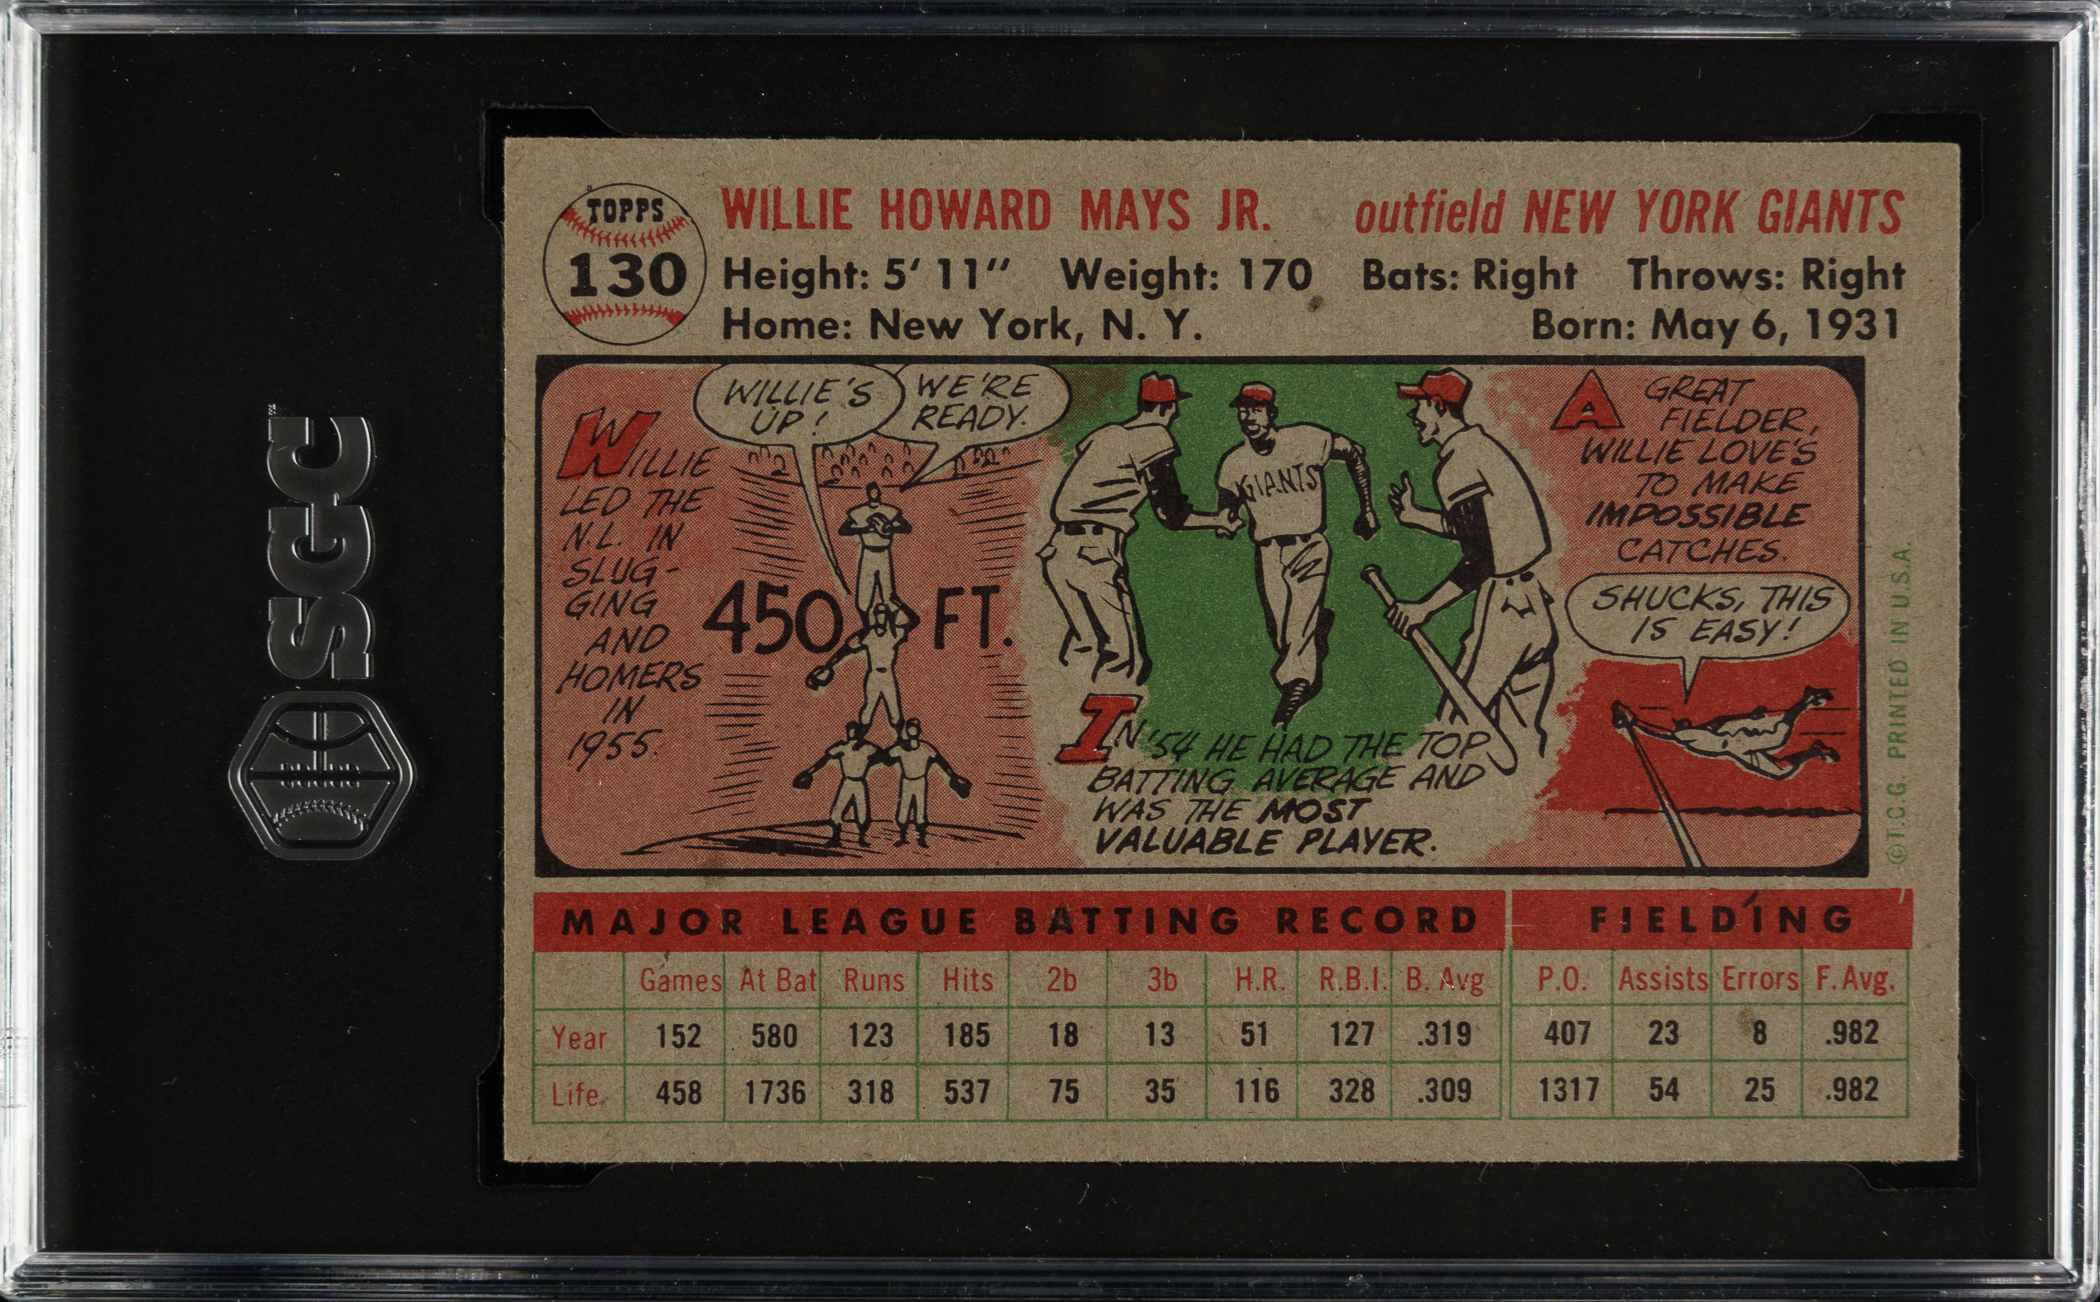 SGC
TOPPS
130
WILLIE HOWARD MAYS JR. outfield NEW YORK GIANTS
Height: 5' 11" Weight: 170 Bats: Right Throws: Right
Home: New York, N. Y. Born: May 6, 1931
WILLIE
LED THE
N.L. IN
SLUG-
GING
AND
HOMERS
IN
1955.
WILLIE'S
UP!
WE'RE
READY.
450 FT.
GIANTS
IN '54 HE HAD THE TOP
BATTING AVERAGE AND
WAS THE MOST
VALUABLE PLAYER.
A GREAT
FIELDER,
WILLIE LOVE'S
TO MAKE
IMPOSSIBLE
CATCHES.
SHUCKS, THIS
IS EASY!
© T.C.G. PRINTED IN U.S.A.
MAJOR LEAGUE BATTING RECORD FIELDING
Games At Bat Runs Hits 2b 3b H.R. R.B.I. B. Avg P.O. Assists Errors F. Avg.
Year 152 580 123 185 18 13 51 127 .319 407 23 8 .982
Life 458 1736 318 537 75 35 116 328 .309 1317 54 25 .982